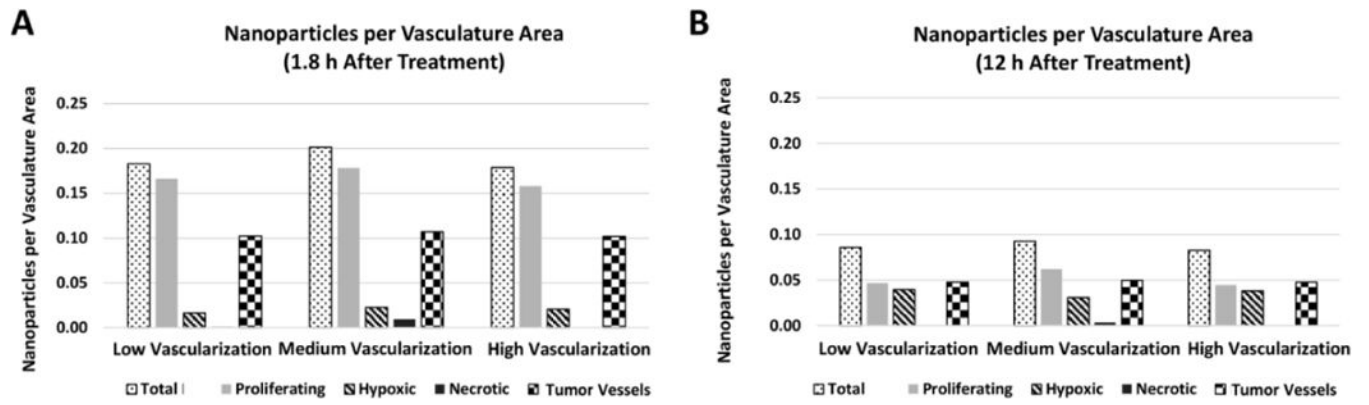 A
Nanoparticles per Vasculature Area
(1.8 h After Treatment)
Nanoparticles per Vasculature Area
0.25
0.20
0.15
0.10
0.05
0.00
Low Vascularization Medium Vascularization High Vascularization
Total Proliferating Hypoxic Necrotic Tumor Vessels
B
Nanoparticles per Vasculature Area
(12 h After Treatment)
Nanoparticles per Vasculature Area
0.25
0.20
0.15
0.10
0.05
0.00
Low Vascularization Medium Vascularization High Vascularization
Total Proliferating Hypoxic Necrotic Tumor Vessels